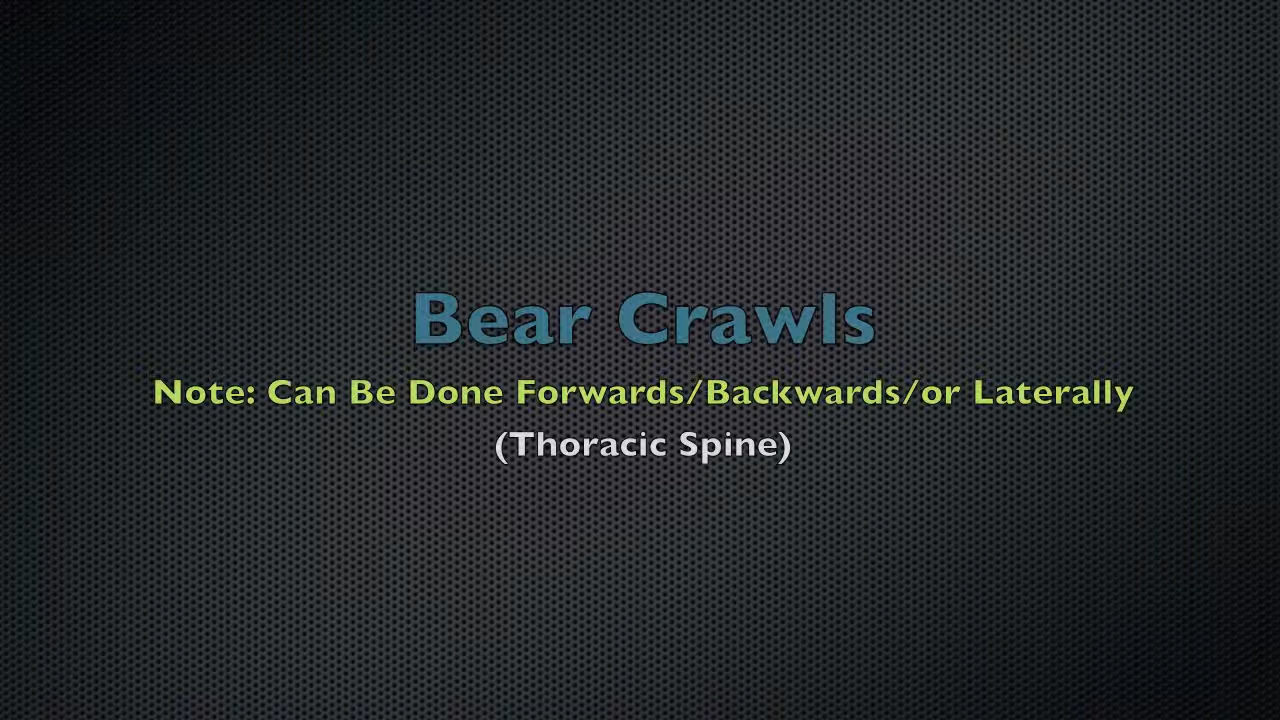 Bear Crawls
Note: Can Be Done Forwards/Backwards/or Laterally
(Thoracic Spine)